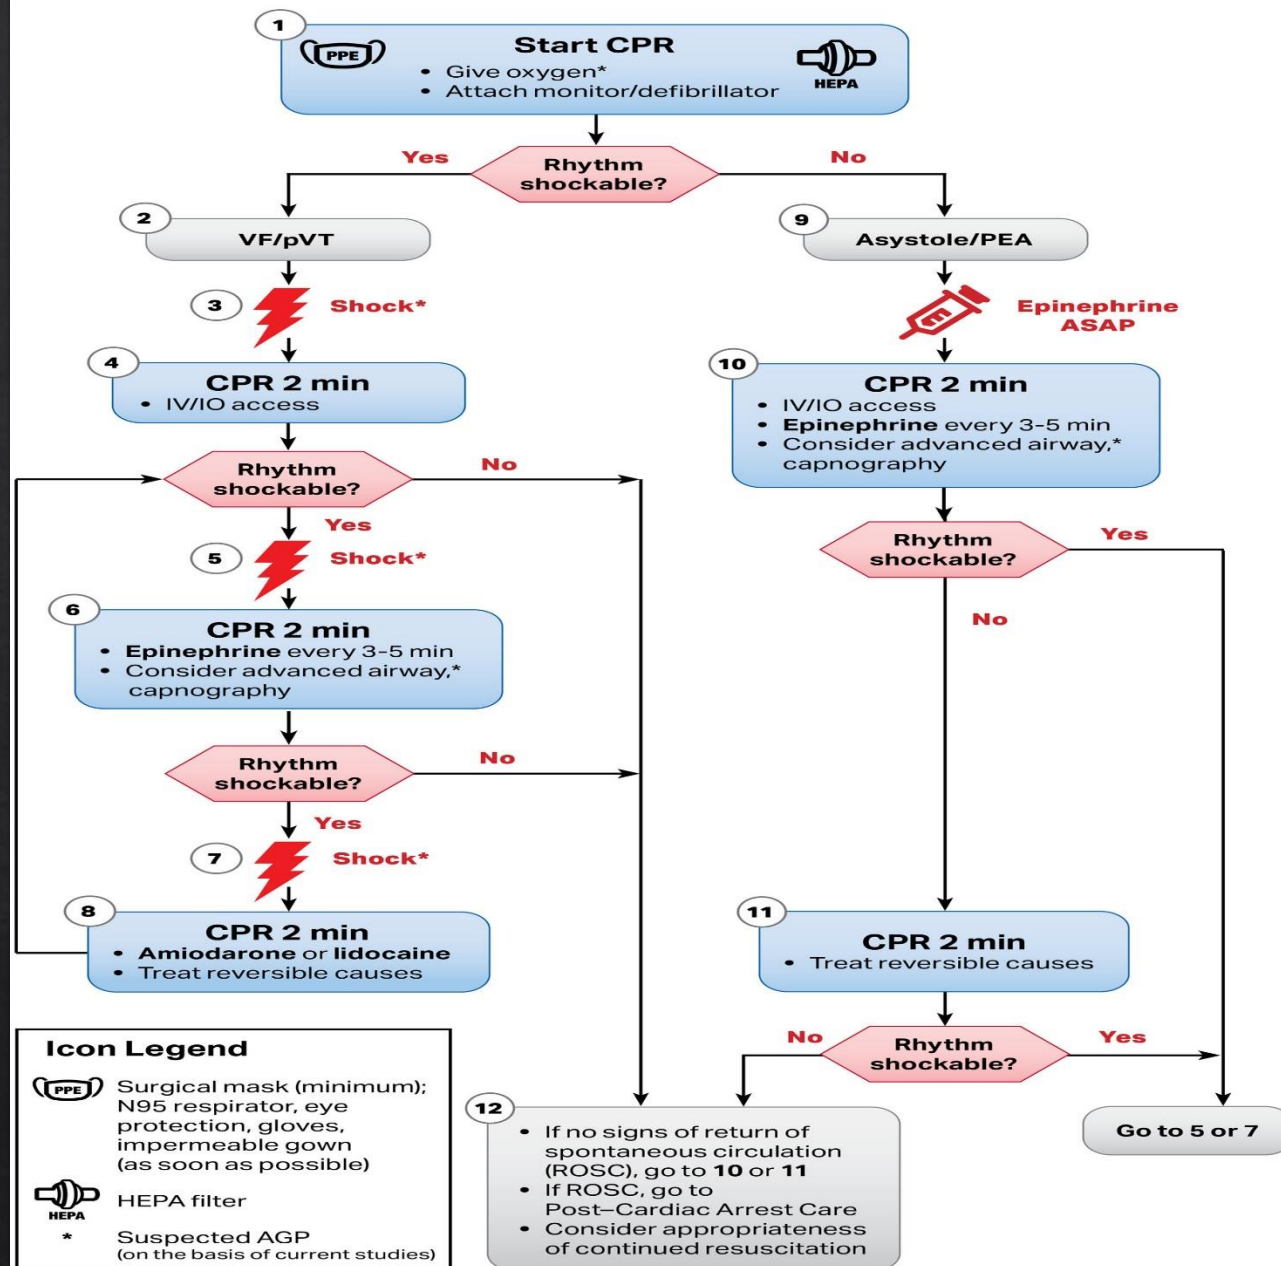 1
PPE
Start CPR
• Give oxygen*
• Attach monitor/defibrillator
HEPA
Rhythm
shockable?
Yes
No
2
VF/pVT
3
Shock*
4
CPR 2 min
• IV/IO access
Rhythm
shockable?
No
Yes
5
Shock*
6
CPR 2 min
• Epinephrine every 3-5 min
• Consider advanced airway,*
capnography
Rhythm
shockable?
No
Yes
7
Shock*
8
CPR 2 min
• Amiodarone or lidocaine
• Treat reversible causes
9
Asystole/PEA
E
Epinephrine
ASAP
10
CPR 2 min
• IV/IO access
• Epinephrine every 3-5 min
• Consider advanced airway,*
capnography
Rhythm
shockable?
Yes
No
11
CPR 2 min
• Treat reversible causes
Rhythm
shockable?
No
Yes
12
• If no signs of return of
spontaneous circulation
(ROSC), go to 10 or 11
• If ROSC, go to
Post–Cardiac Arrest Care
• Consider appropriateness
of continued resuscitation
Go to 5 or 7
Icon Legend
PPE
Surgical mask (minimum);
N95 respirator, eye
protection, gloves,
impermeable gown
(as soon as possible)
HEPA
HEPA filter
* Suspected AGP
(on the basis of current studies)